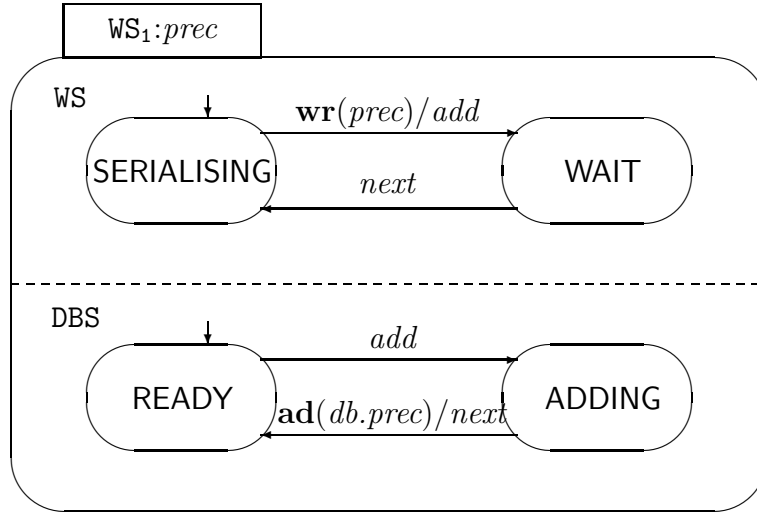 WS₁:prec
WS
wr(prec)/add
SERIALISING
WAIT
next
DBS
add
READY
ADDING
ad(db.prec)/next